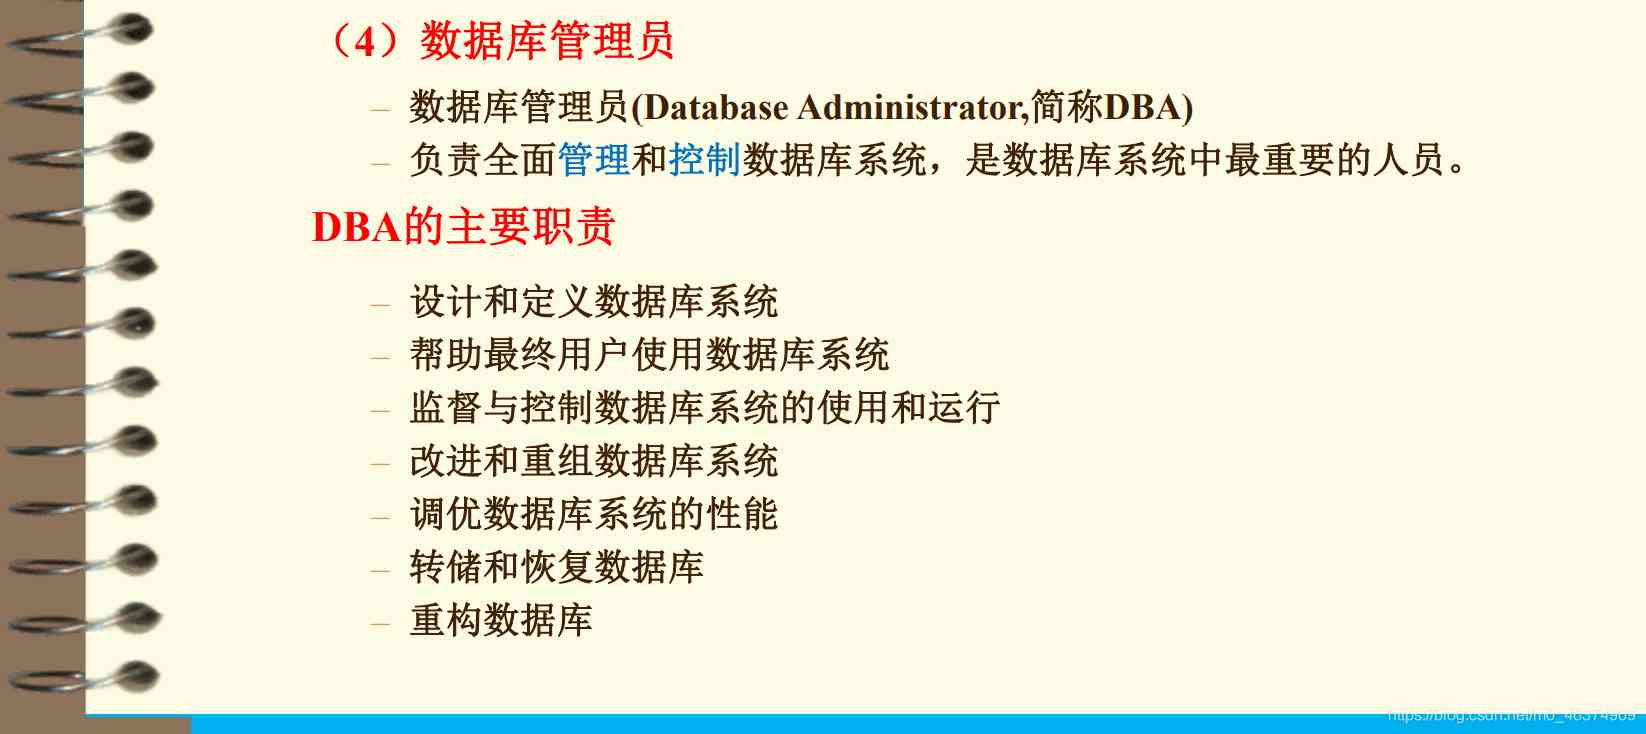 （4）数据库管理员
– 数据库管理员(Database Administrator,简称DBA)
– 负责全面管理和控制数据库系统，是数据库系统中最重要的人员。
DBA的主要职责
– 设计和定义数据库系统
– 帮助最终用户使用数据库系统
– 监督与控制数据库系统的使用和运行
– 改进和重组数据库系统
– 调优数据库系统的性能
– 转储和恢复数据库
– 重构数据库
https://blog.csdn.net/m0_46374969